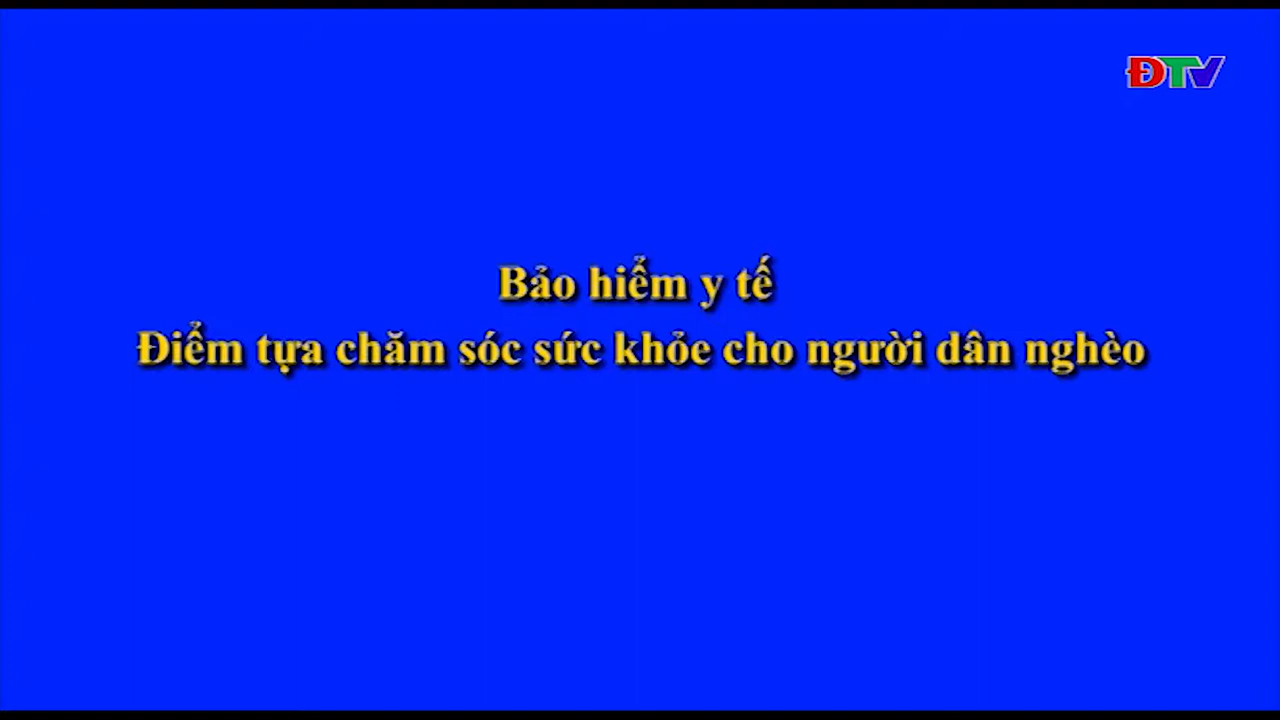 ĐTV
Bảo hiểm y tế
Điểm tựa chăm sóc sức khỏe cho người dân nghèo